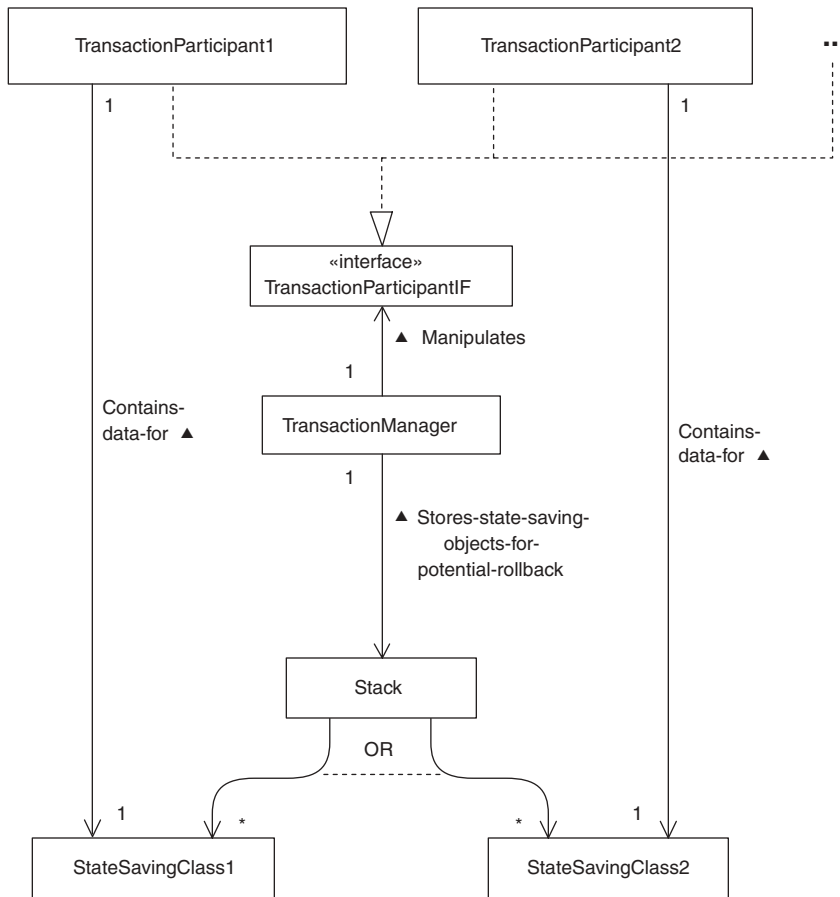 TransactionParticipant1
TransactionParticipant2
..
1
1
«interface»
TransactionParticipantIF
▲ Manipulates
1
Contains-
data-for ▲
TransactionManager
Contains-
data-for ▲
1
▲ Stores-state-saving-
objects-for-
potential-rollback
Stack
OR
1
*
*
1
StateSavingClass1
StateSavingClass2